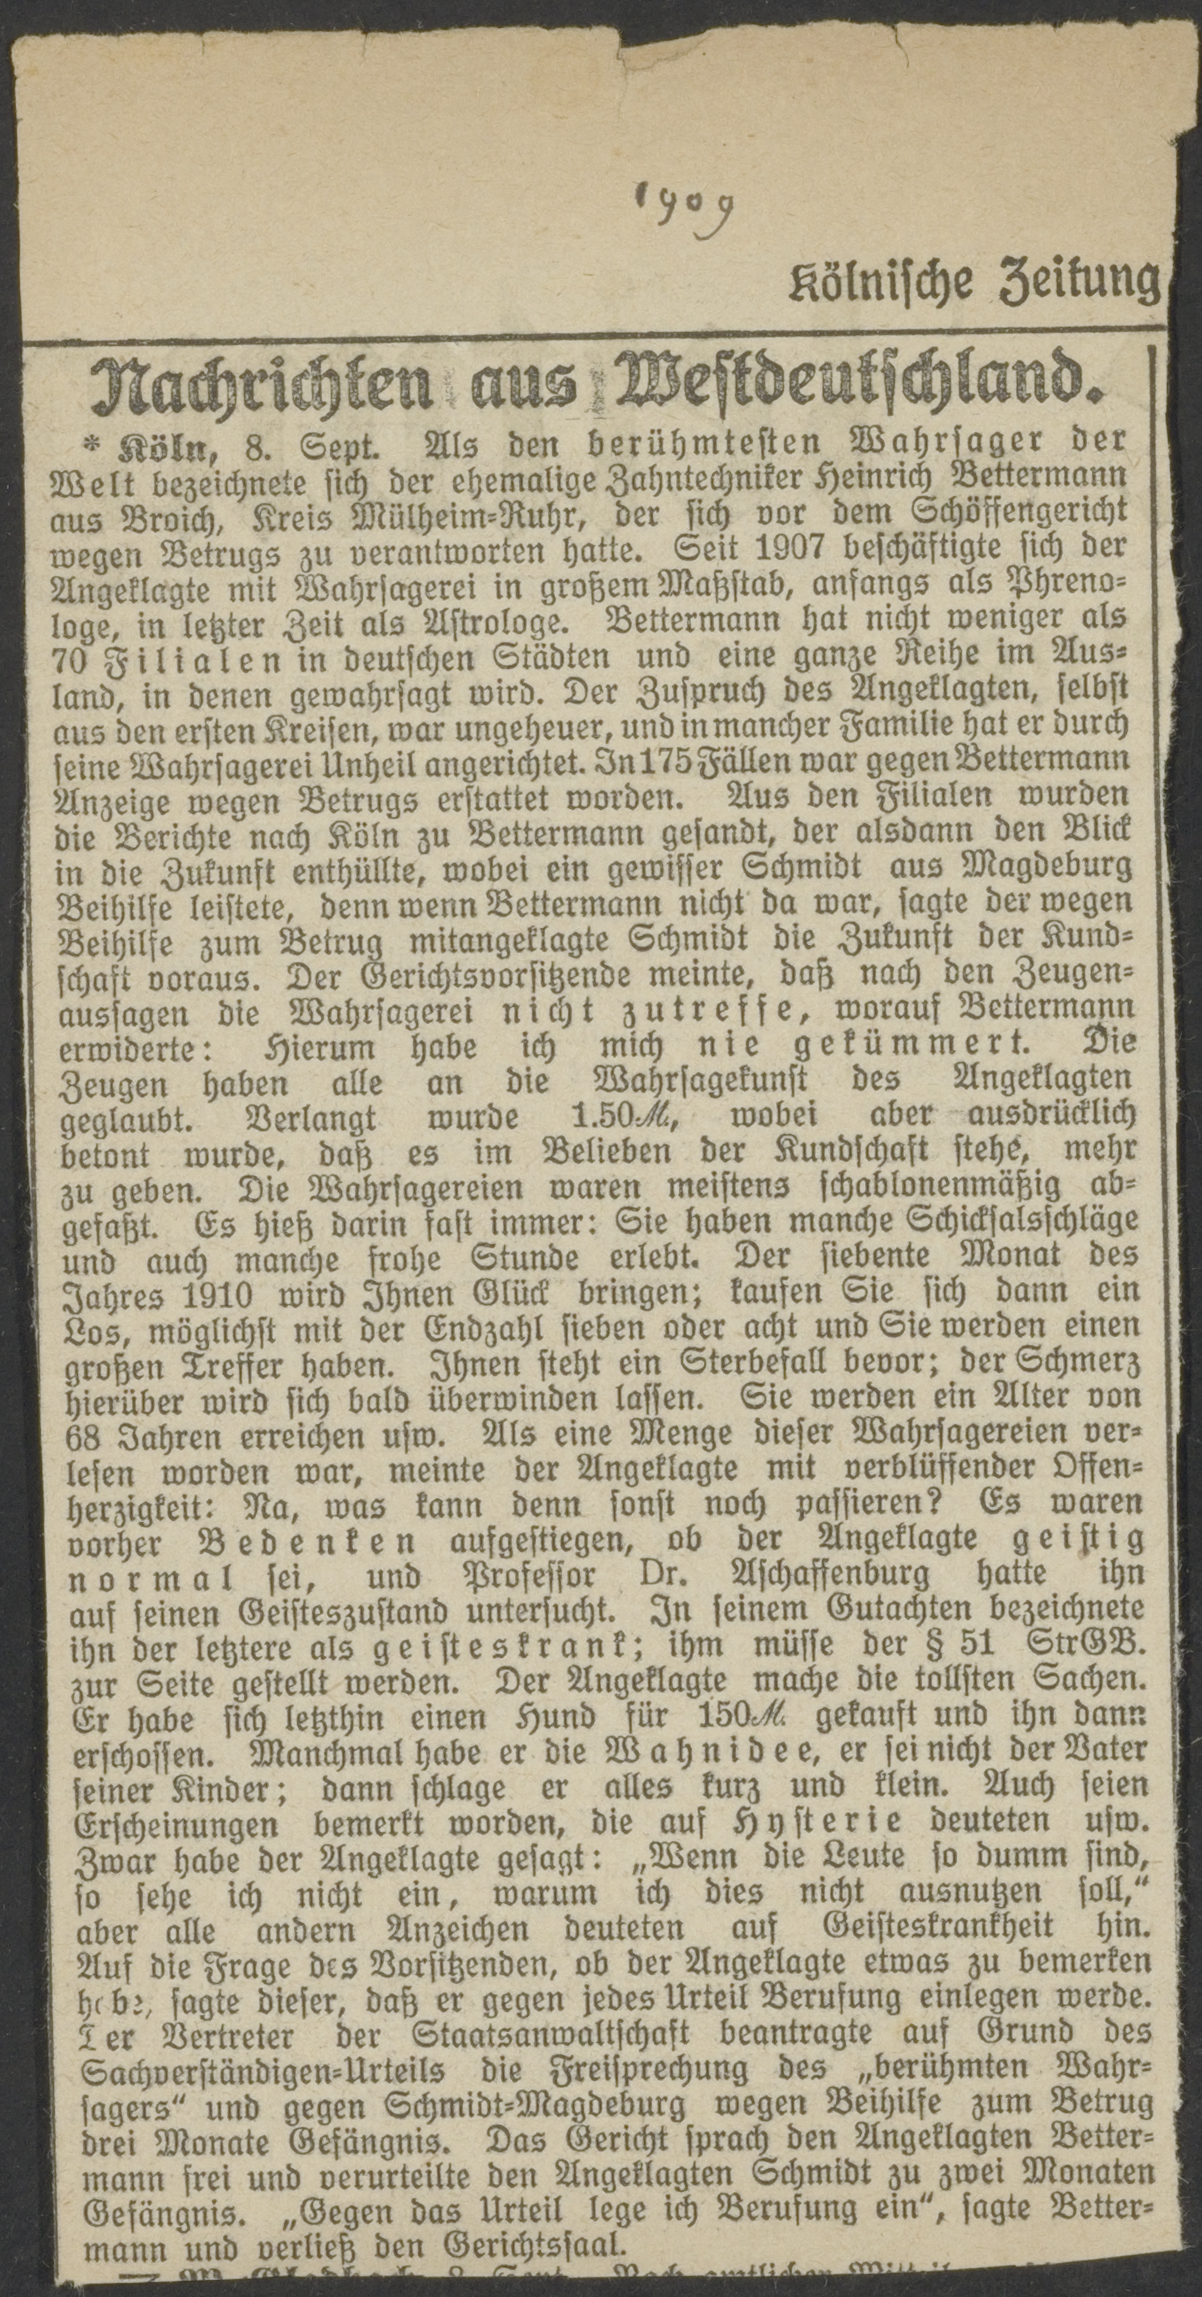 1909
Kölnische Zeitung
Nachrichten aus Westdeutschland.
* Köln, 8. Sept. Als den berühmtesten Wahrsager der
Welt bezeichnete sich der ehemalige Zahntechniker Heinrich Bettermann
aus Broich, Kreis Mülheim-Ruhr, der sich vor dem Schöffengericht
wegen Betrugs zu verantworten hatte. Seit 1907 beschäftigte sich der
Angeklagte mit Wahrsagerei in großem Maßstab, anfangs als Phreno-
loge, in letzter Zeit als Astrologe. Bettermann hat nicht weniger als
70 Filialen in deutschen Städten und eine ganze Reihe im Aus-
land, in denen gewahrsagt wird. Der Zuspruch des Angeklagten, selbst
aus den ersten Kreisen, war ungeheuer, und in mancher Familie hat er durch
seine Wahrsagerei Unheil angerichtet. In 175 Fällen war gegen Bettermann
Anzeige wegen Betrugs erstattet worden. Aus den Filialen wurden
die Berichte nach Köln zu Bettermann gesandt, der alsdann den Blick
in die Zukunft enthüllte, wobei ein gewisser Schmidt aus Magdeburg
Beihilfe leistete, denn wenn Bettermann nicht da war, sagte der wegen
Beihilfe zum Betrug mitangeklagte Schmidt die Zukunft der Kund-
schaft voraus. Der Gerichtsvorsitzende meinte, daß nach den Zeugen-
aussagen die Wahrsagerei nicht zutreffe, worauf Bettermann
erwiderte: Hierum habe ich mich nie gekümmert. Die
Zeugen haben alle an die Wahrsagekunst des Angeklagten
geglaubt. Verlangt wurde 1.50 ℳ, wobei aber ausdrücklich
betont wurde, daß es im Belieben der Kundschaft stehe, mehr
zu geben. Die Wahrsagereien waren meistens schablonenmäßig ab-
gefaßt. Es hieß darin fast immer: Sie haben manche Schicksalsschläge
und auch manche frohe Stunde erlebt. Der siebente Monat des
Jahres 1910 wird Ihnen Glück bringen; kaufen Sie sich dann ein
Los, möglichst mit der Endzahl sieben oder acht und Sie werden einen
großen Treffer haben. Ihnen steht ein Sterbefall bevor; der Schmerz
hierüber wird sich bald überwinden lassen. Sie werden ein Alter von
68 Jahren erreichen usw. Als eine Menge dieser Wahrsagereien ver-
lesen worden war, meinte der Angeklagte mit verblüffender Offen-
herzigkeit: Na, was kann denn sonst noch passieren? Es waren
vorher Bedenken aufgestiegen, ob der Angeklagte geistig
normal sei, und Professor Dr. Aschaffenburg hatte ihn
auf seinen Geisteszustand untersucht. In seinem Gutachten bezeichnete
ihn der letztere als geisteskrank; ihm müsse der § 51 StrGB.
zur Seite gestellt werden. Der Angeklagte mache die tollsten Sachen.
Er habe sich letzthin einen Hund für 150 ℳ. gekauft und ihn dann
erschossen. Manchmal habe er die Wahnidee, er sei nicht der Vater
seiner Kinder; dann schlage er alles kurz und klein. Auch seien
Erscheinungen bemerkt worden, die auf Hysterie deuteten usw.
Zwar habe der Angeklagte gesagt: „Wenn die Leute so dumm sind,
so sehe ich nicht ein, warum ich dies nicht ausnutzen soll,“
aber alle andern Anzeichen deuteten auf Geisteskrankheit hin.
Auf die Frage des Vorsitzenden, ob der Angeklagte etwas zu bemerken
habe, sagte dieser, daß er gegen jedes Urteil Berufung einlegen werde.
Der Vertreter der Staatsanwaltschaft beantragte auf Grund des
Sachverständigen-Urteils die Freisprechung des „berühmten Wahr-
sagers“ und gegen Schmidt-Magdeburg wegen Beihilfe zum Betrug
drei Monate Gefängnis. Das Gericht sprach den Angeklagten Better-
mann frei und verurteilte den Angeklagten Schmidt zu zwei Monaten
Gefängnis. „Gegen das Urteil lege ich Berufung ein“, sagte Better-
mann und verließ den Gerichtssaal.